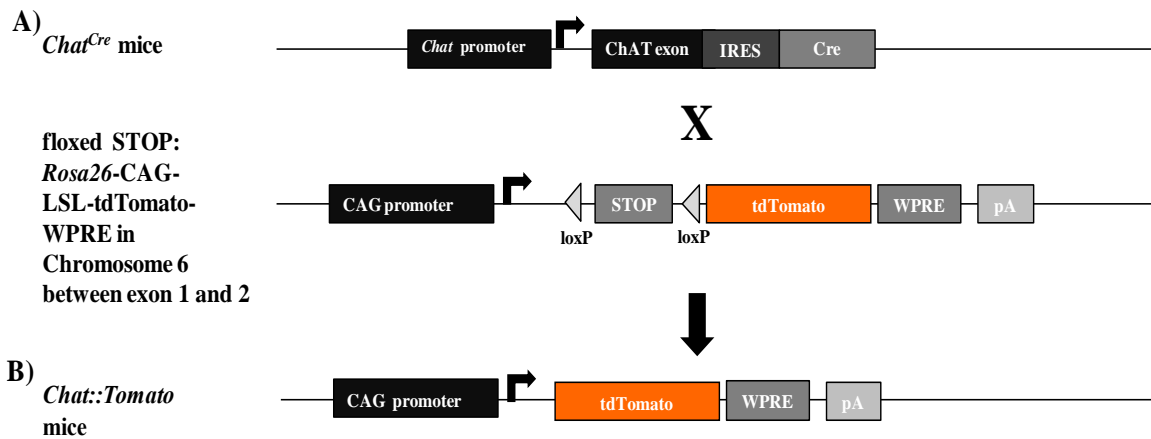 A)
Chat^Cre mice
Chat promoter
ChAT exon
IRES
Cre
X
floxed STOP:
Rosa26-CAG-
LSL-tdTomato-
WPRE in
Chromosome 6
between exon 1 and 2
CAG promoter
STOP
tdTomato
WPRE
pA
loxP
loxP
B)
Chat::Tomato
mice
CAG promoter
tdTomato
WPRE
pA